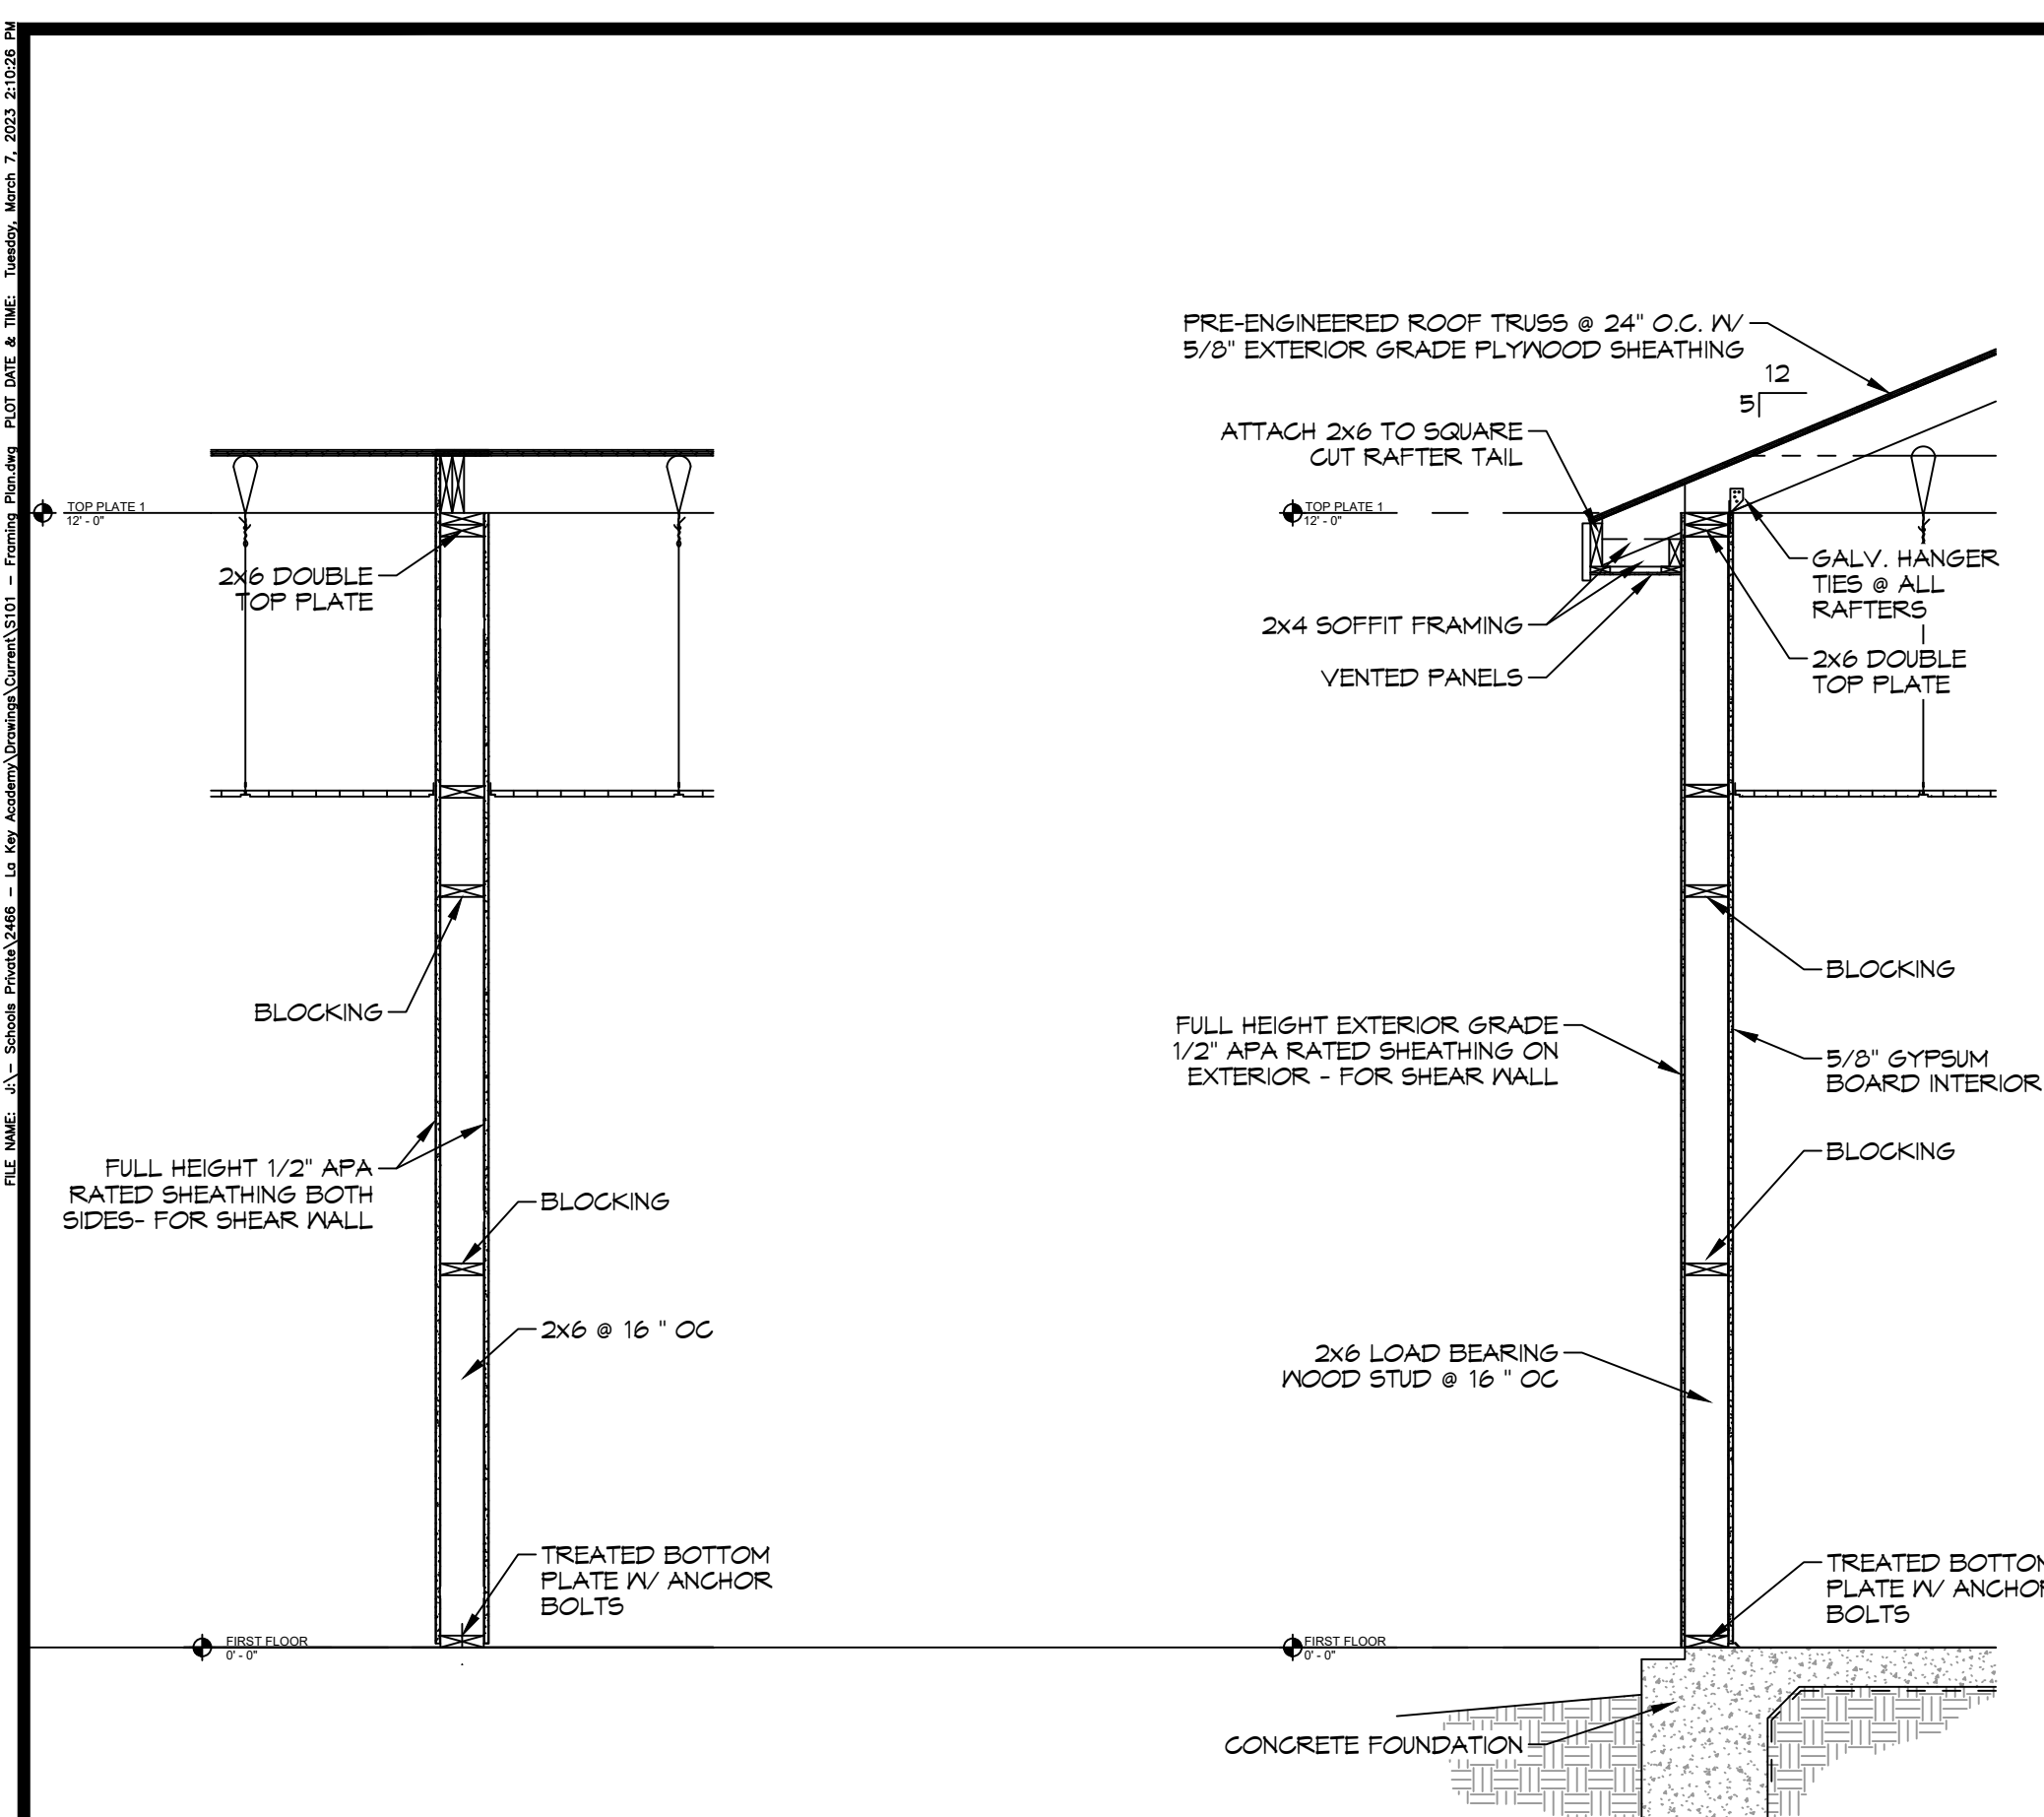 FILE NAME: J:\- Schools Private\2466 - La Key Academy\Drawings\Current\S101 - Framing Plan.dwg PLOT DATE & TIME: Tuesday, March 7, 2023 2:10:26 PM
TOP PLATE 1
12' - 0"
2x6 DOUBLE
TOP PLATE
BLOCKING
FULL HEIGHT 1/2" APA
RATED SHEATHING BOTH
SIDES- FOR SHEAR WALL
BLOCKING
2x6 @ 16 " OC
TREATED BOTTOM
PLATE W/ ANCHOR
BOLTS
FIRST FLOOR
0' - 0"
PRE-ENGINEERED ROOF TRUSS @ 24" O.C. W/
5/8" EXTERIOR GRADE PLYWOOD SHEATHING
12
5
ATTACH 2x6 TO SQUARE
CUT RAFTER TAIL
TOP PLATE 1
12' - 0"
GALV. HANGER
TIES @ ALL
RAFTERS
2x4 SOFFIT FRAMING
2x6 DOUBLE
TOP PLATE
VENTED PANELS
BLOCKING
FULL HEIGHT EXTERIOR GRADE
1/2" APA RATED SHEATHING ON
EXTERIOR - FOR SHEAR WALL
5/8" GYPSUM
BOARD INTERIOR
BLOCKING
2x6 LOAD BEARING
WOOD STUD @ 16 " OC
TREATED BOTTOM
PLATE W/ ANCHOR
BOLTS
FIRST FLOOR
0' - 0"
CONCRETE FOUNDATION